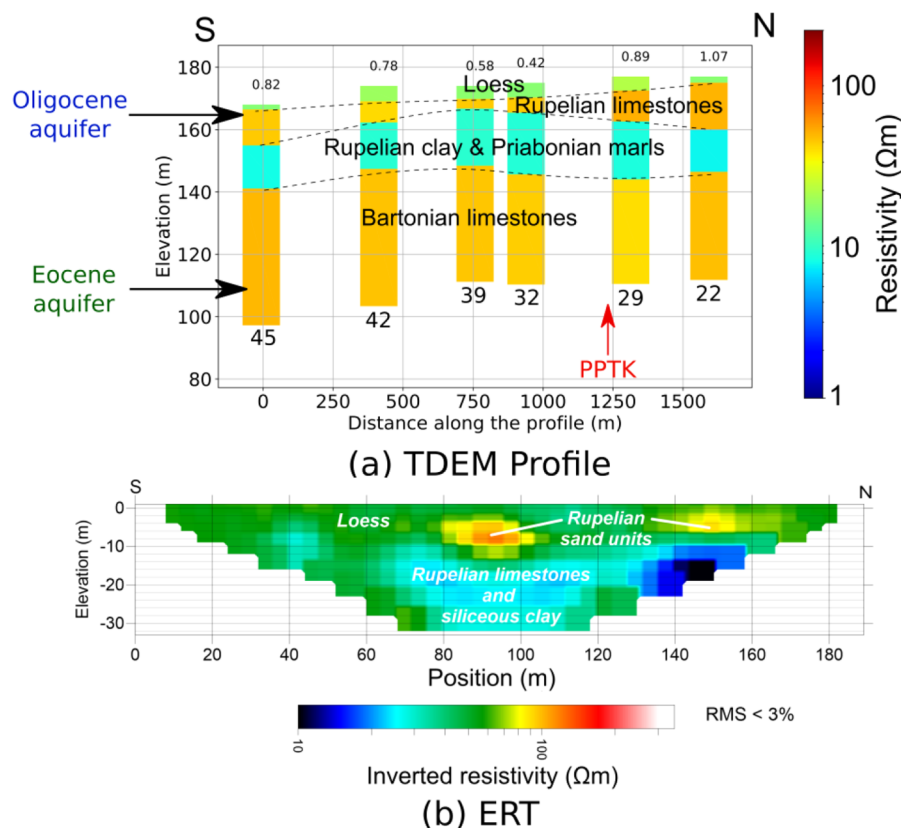 S
N
180
160
140
120
100
80
Elevation (m)
0.82
0.78
0.58
0.42
0.89
1.07
Loess
Rupelian limestones
Rupelian clay & Priabonian marls
Bartonian limestones
Oligocene
aquifer
Eocene
aquifer
45
42
39
32
29
22
PPTK
0
250
500
750
1000
1250
1500
Distance along the profile (m)
100
10
1
Resistivity (Ωm)
(a) TDEM Profile
S
N
0
-10
-20
-30
Elevation (m)
Loess
Rupelian
sand units
Rupelian limestones
and
siliceous clay
0
20
40
60
80
100
120
140
160
180
Position (m)
10
100
RMS < 3%
Inverted resistivity (Ωm)
(b) ERT